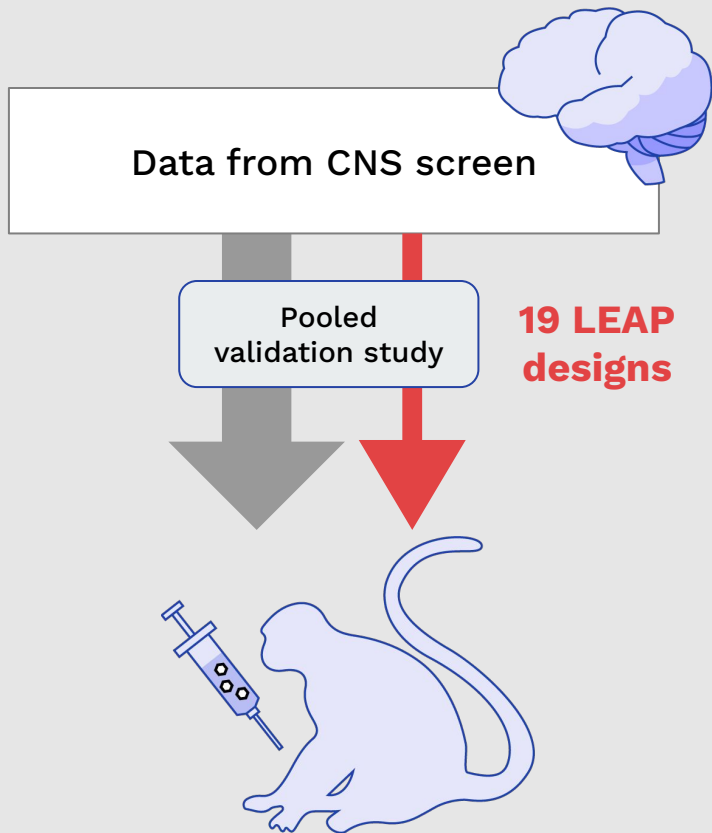 Data from CNS screen
Pooled
validation study
19 LEAP
designs